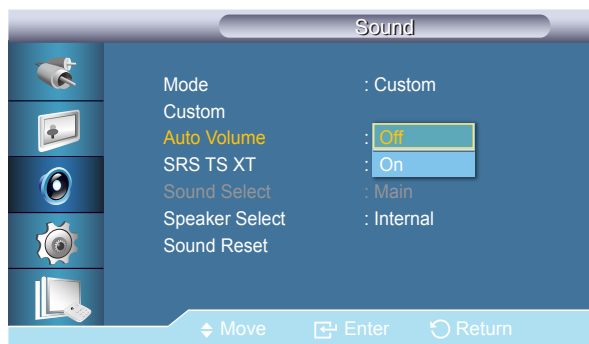 Sound
Mode : Custom
Custom
Auto Volume : Off
SRS TS XT : On
Sound Select : Main
Speaker Select : Internal
Sound Reset
Move Enter Return